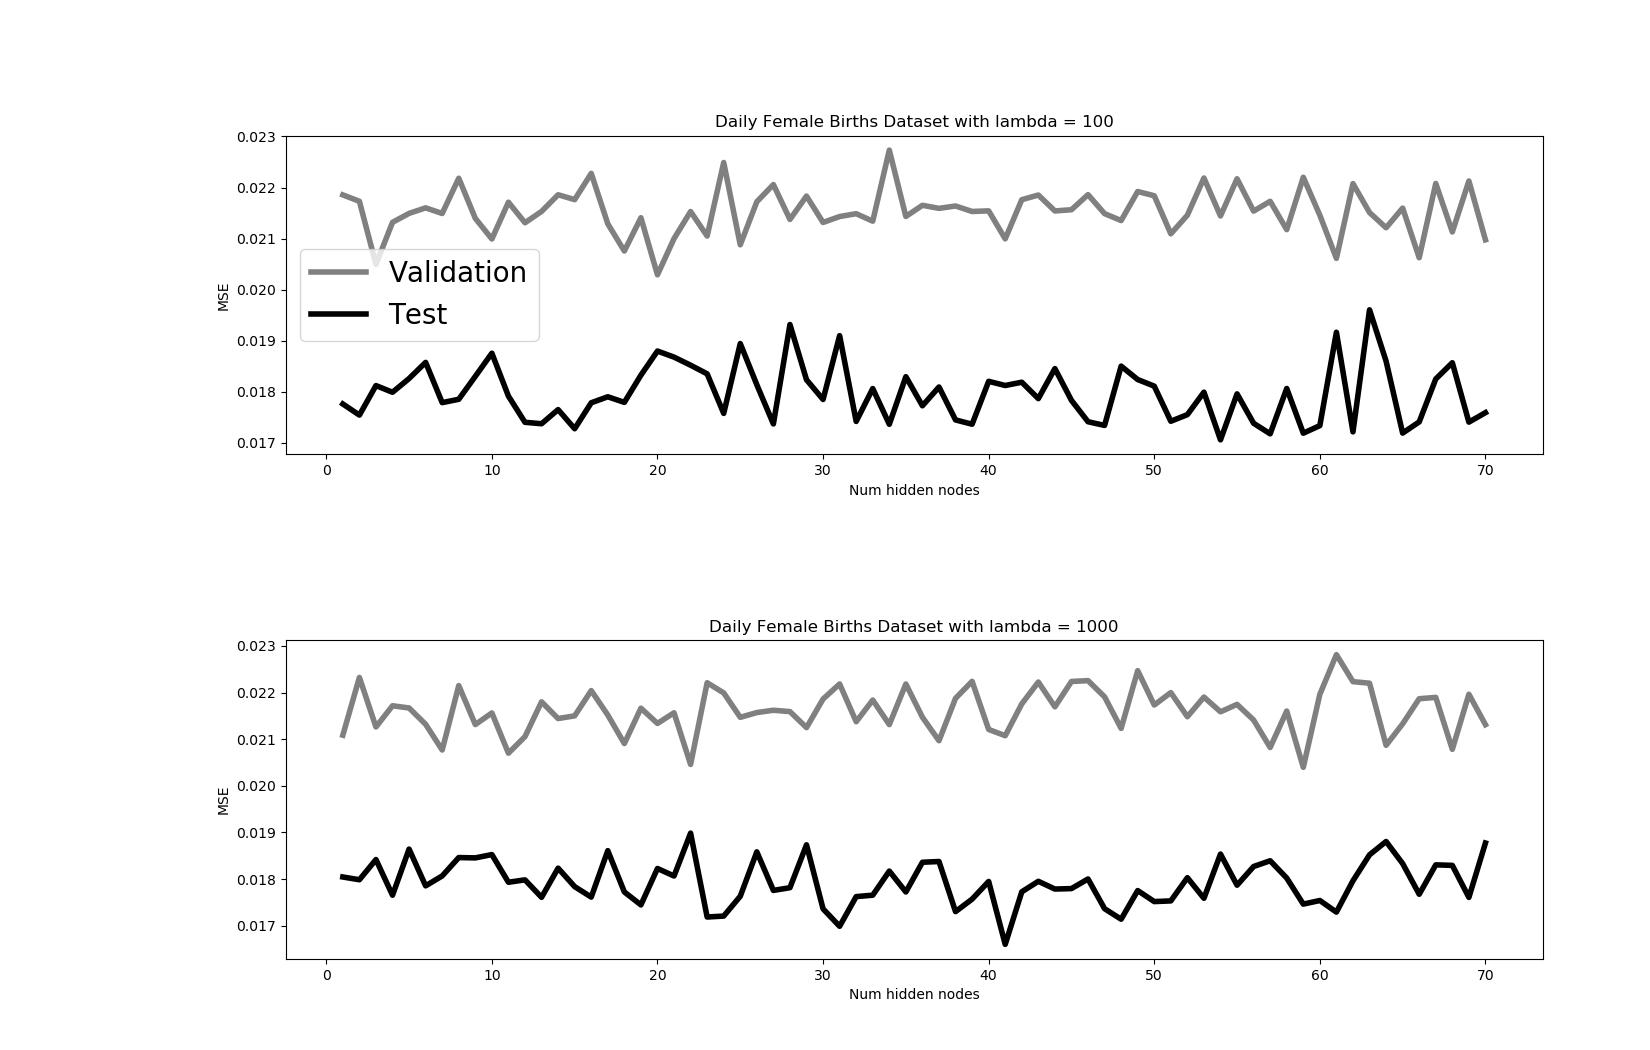 Daily Female Births Dataset with lambda = 100
0.023
0.022
0.021
0.020
0.019
0.018
0.017
MSE
Validation
Test
0 10 20 30 40 50 60 70
Num hidden nodes
Daily Female Births Dataset with lambda = 1000
0.023
0.022
0.021
0.020
0.019
0.018
0.017
MSE
0 10 20 30 40 50 60 70
Num hidden nodes